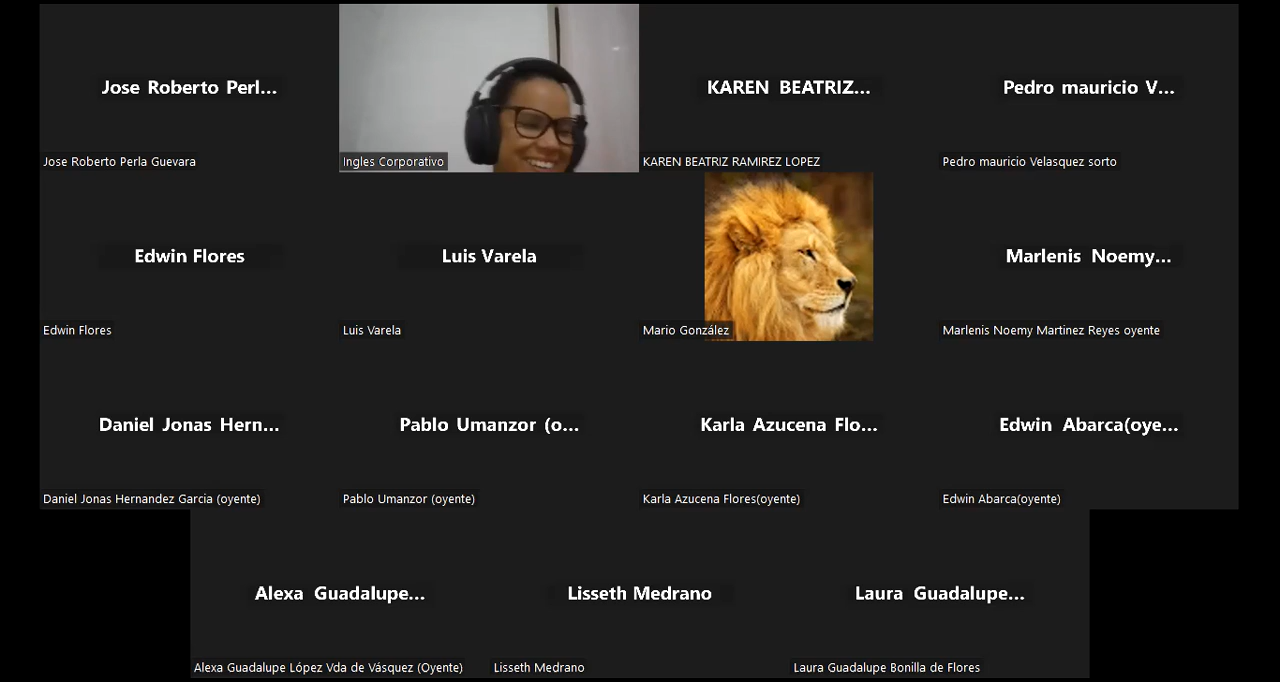 Jose Roberto Perl...
KAREN BEATRIZ...
Pedro mauricio V...
Jose Roberto Perla Guevara
Ingles Corporativo
KAREN BEATRIZ RAMIREZ LOPEZ
Pedro mauricio Velasquez sorto
Edwin Flores
Luis Varela
Marlenis Noemy...
Edwin Flores
Luis Varela
Mario González
Marlenis Noemy Martinez Reyes oyente
Daniel Jonas Hern...
Pablo Umanzor (o...
Karla Azucena Flo...
Edwin Abarca(oye...
Daniel Jonas Hernandez Garcia (oyente)
Pablo Umanzor (oyente)
Karla Azucena Flores(oyente)
Edwin Abarca(oyente)
Alexa Guadalupe...
Lisseth Medrano
Laura Guadalupe...
Alexa Guadalupe López Vda de Vásquez (Oyente)
Lisseth Medrano
Laura Guadalupe Bonilla de Flores